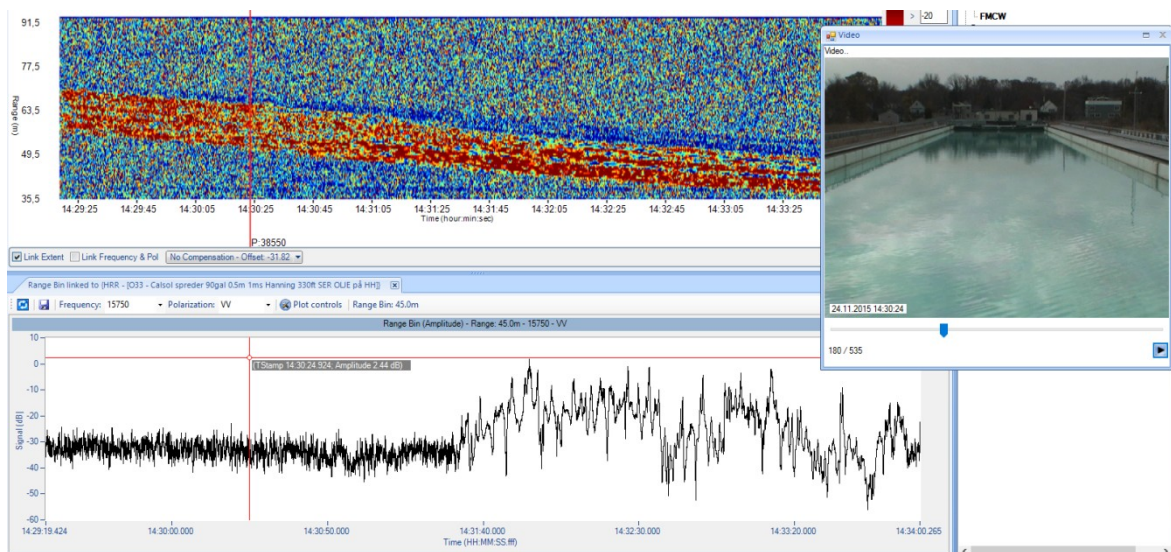 91,5
77,5
63,5
49,5
35,5
Range (m)
14:29:25 14:29:45 14:30:05 14:30:25 14:30:45 14:31:05 14:31:25 14:31:45 14:32:05 14:32:25 14:32:45 14:33:05 14:33:25
Time (hour:min:sec)
P:38550
> -20
FMCW
Video
Video..
24.11.2015 14:30:24
180 / 535
Link Extent Link Frequency & Pol No Compensation - Offset: -31.82
Range Bin linked to (HRR - [O33 - Calsol spreder 90gal 0.5m 1ms Hanning 330ft SER OLJE på HH])
Frequency: 15750 Polarization: VV Plot controls Range Bin: 45.0m
Range Bin (Amplitude) - Range: 45.0m - 15750 - VV
10
0
-10
-20
-30
-40
-50
-60
Signal [dB]
(TStamp 14:30:24.924; Amplitude 2.44 dB)
14:29:19.424 14:30:00.000 14:30:50.000 14:31:40.000 14:32:30.000 14:33:20.000 14:34:00.265
Time (HH:MM:SS.fff)